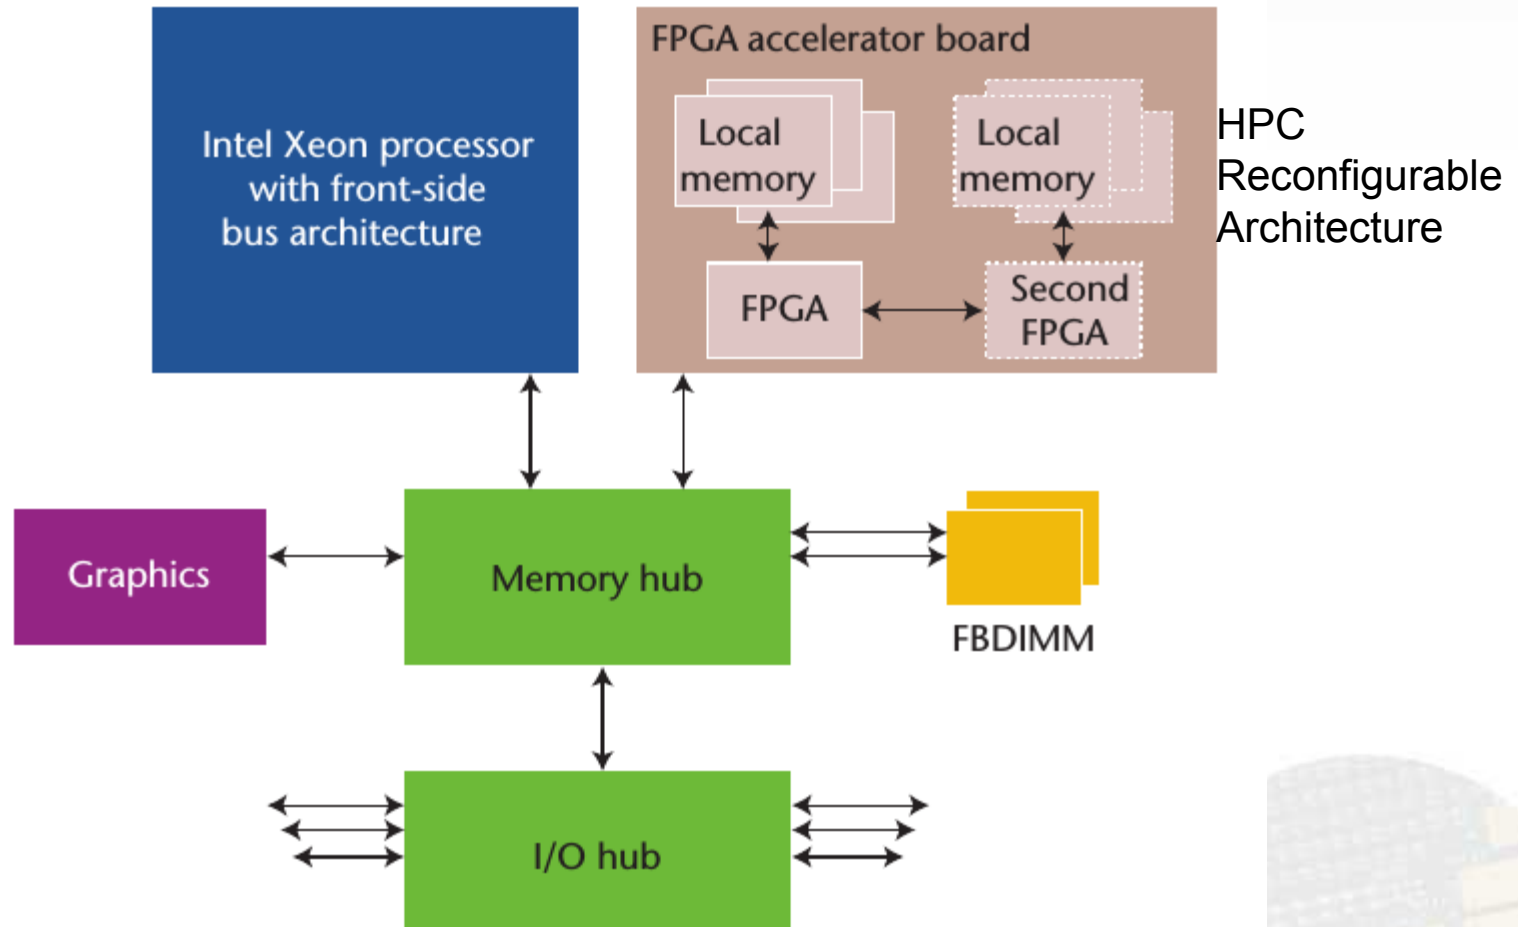 FPGA accelerator board
Intel Xeon processor
with front-side
bus architecture
Local
memory
Local
memory
HPC
Reconfigurable
Architecture
FPGA
Second
FPGA
Graphics
Memory hub
FBDIMM
I/O hub